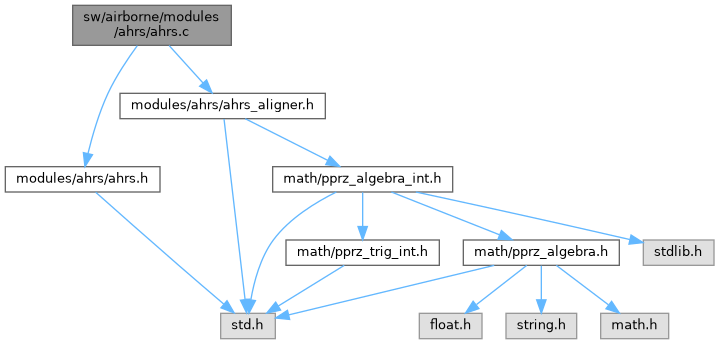 sw/airborne/modules
/ahrs/ahrs.c
modules/ahrs/ahrs_aligner.h
modules/ahrs/ahrs.h
math/pprz_algebra_int.h
math/pprz_trig_int.h
math/pprz_algebra.h
stdlib.h
std.h
float.h
string.h
math.h